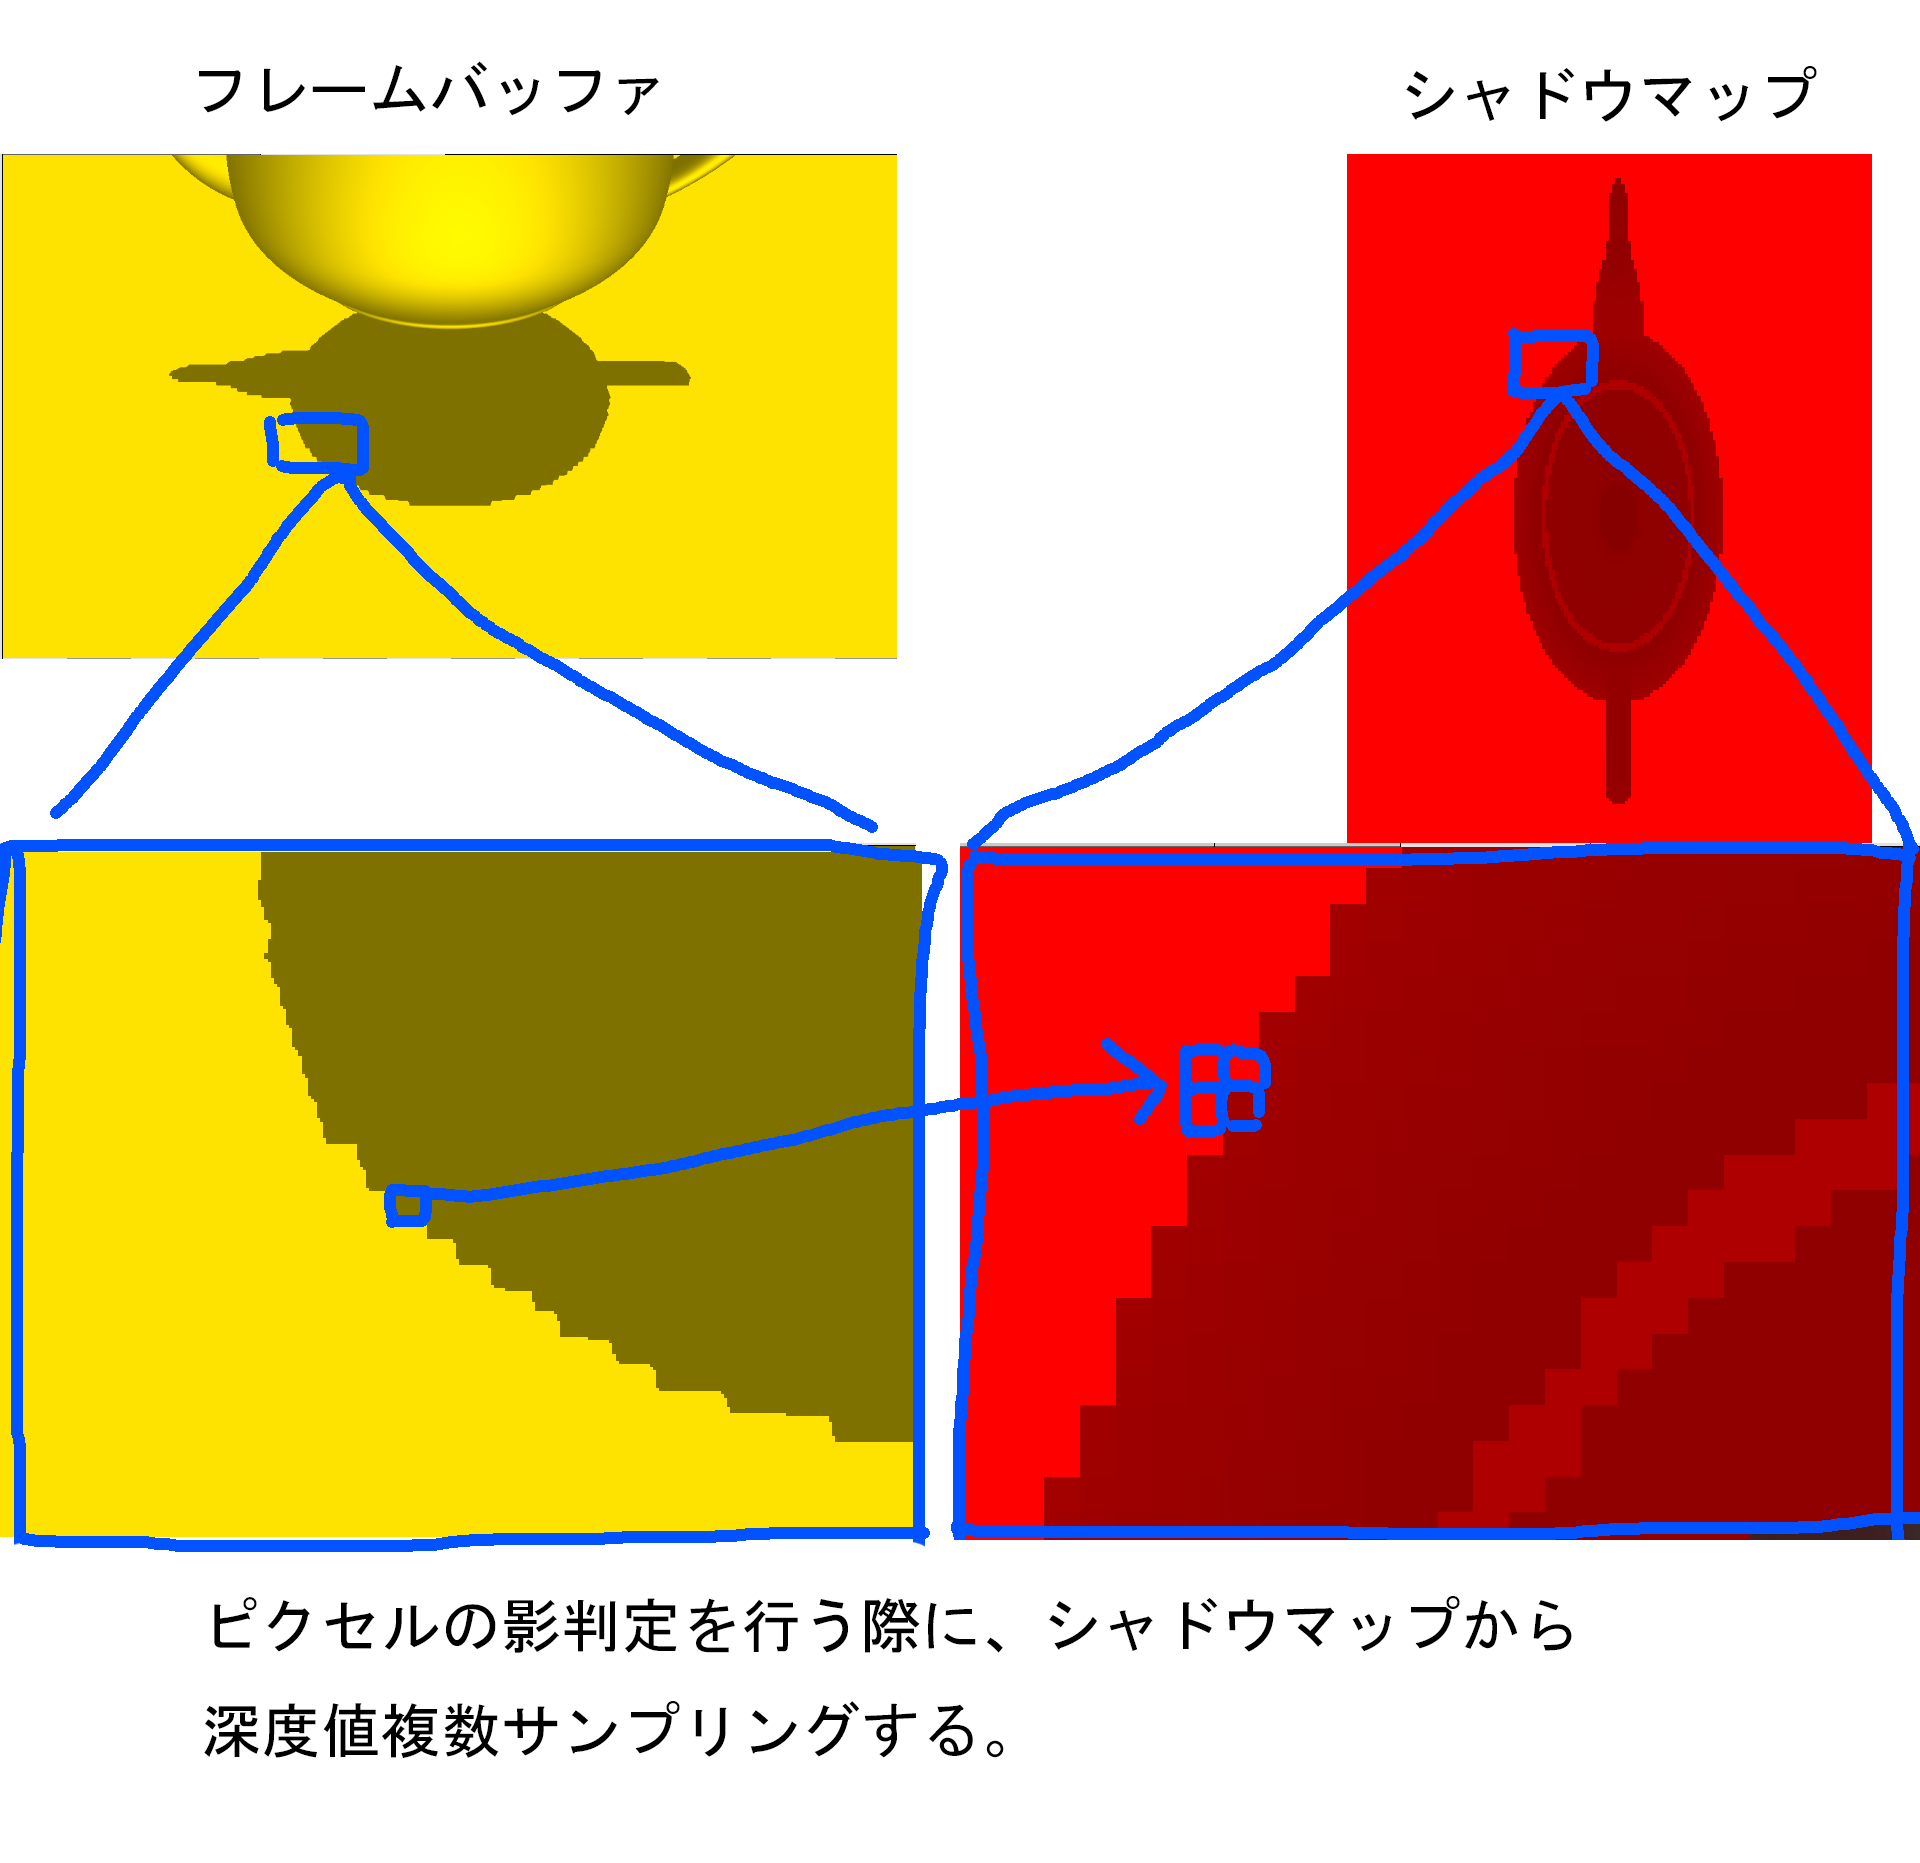 フレームバッファ
シャドウマップ
ピクセルの影判定を行う際に、シャドウマップから
深度値複数サンプリングする。